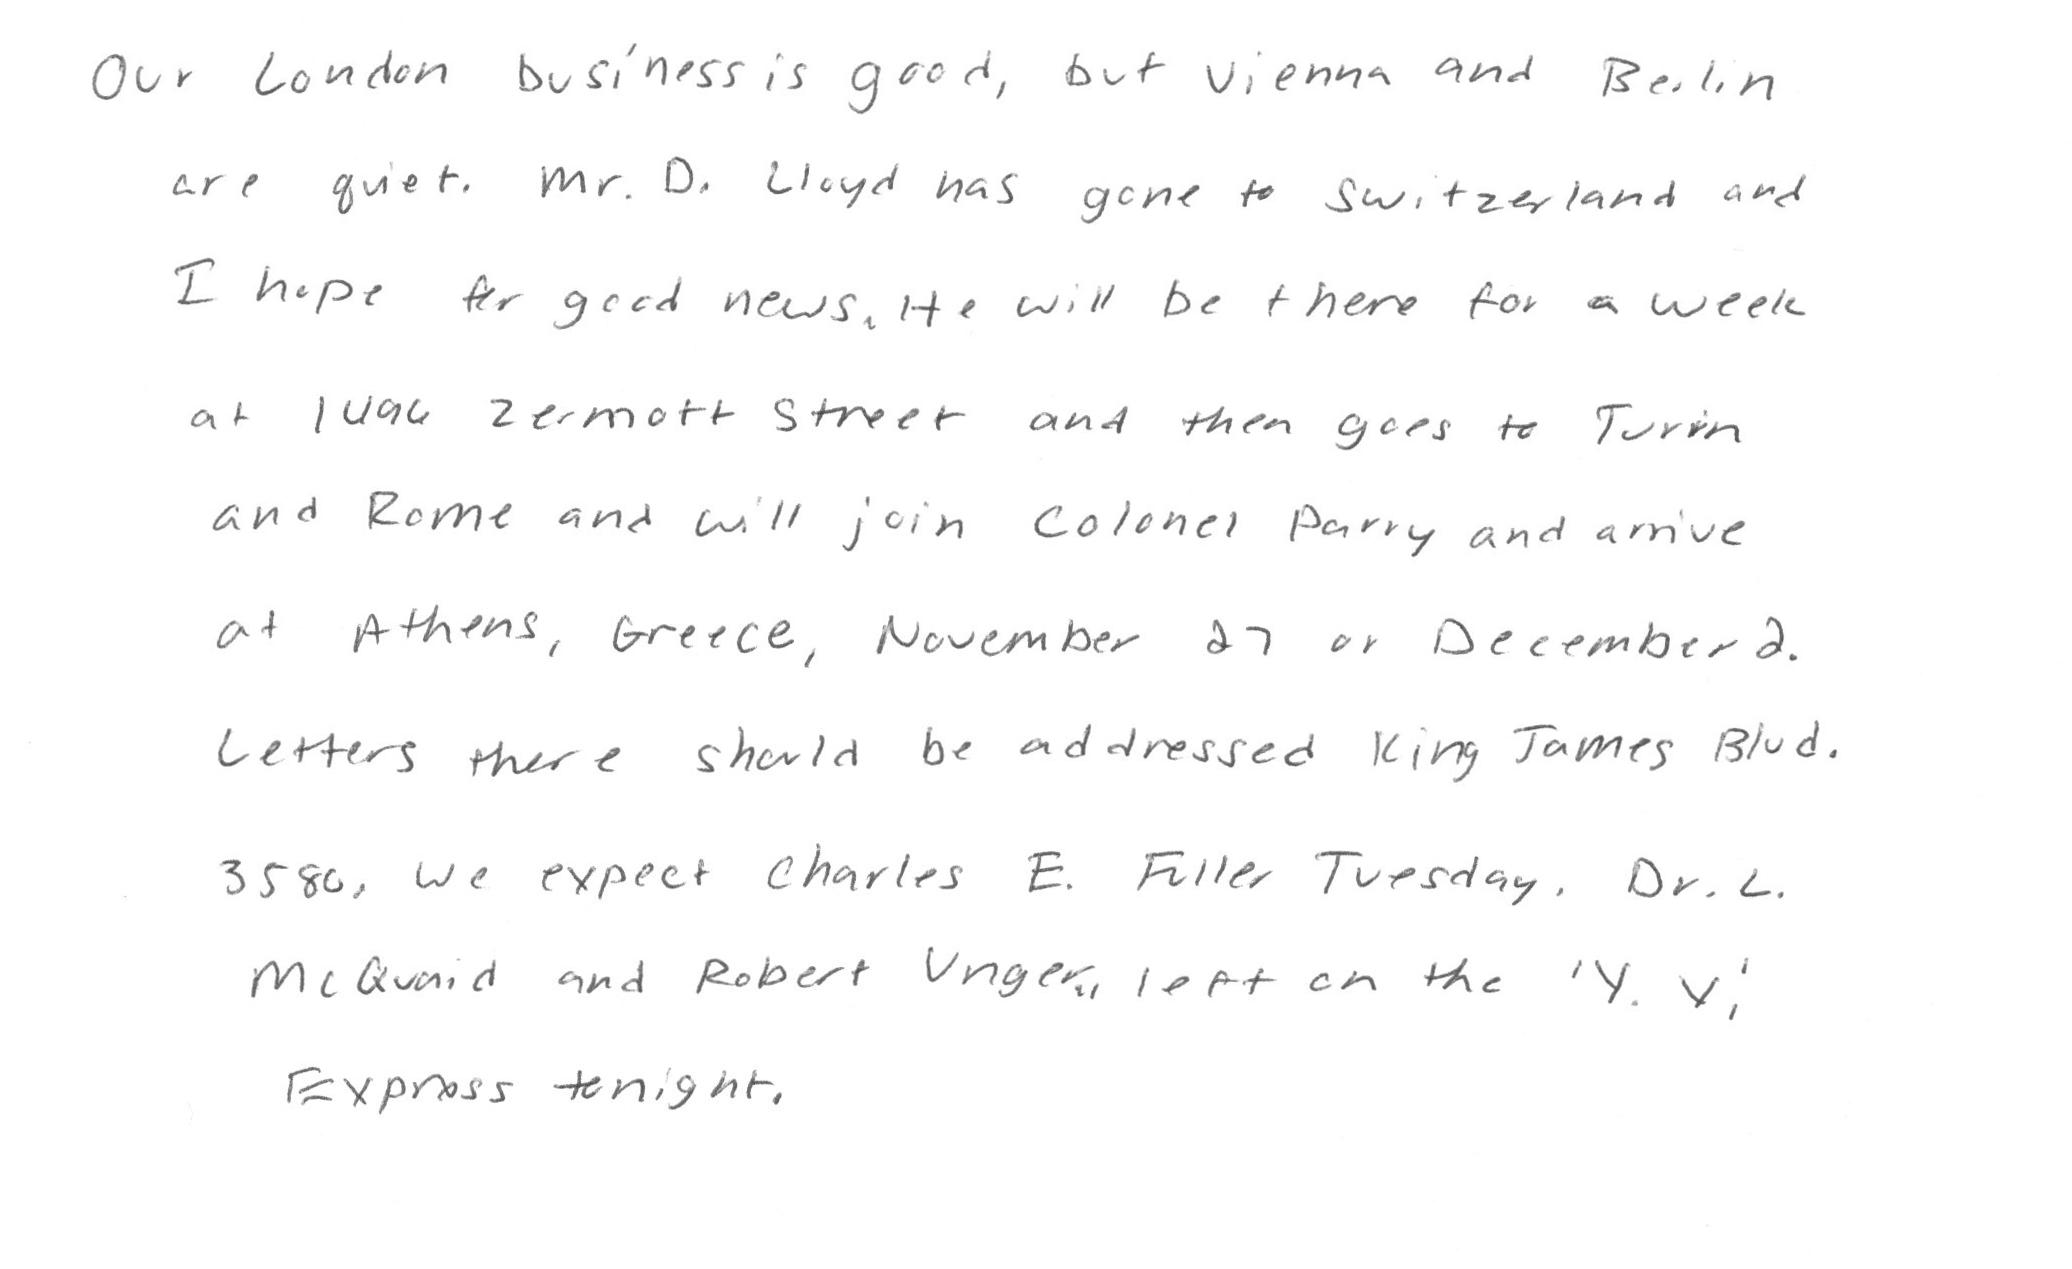 Our London business is good, but Vienna and Berlin
are quiet. Mr. D. Lloyd has gone to Switzerland and
I hope for good news. He will be there for a week
at 1496 Zermott Street and then goes to Turin
and Rome and will join Colonel Parry and arrive
at Athens, Greece, November 27 or December 2.
Letters there should be addressed King James Blvd.
3580. We expect Charles E. Fuller Tuesday. Dr. L.
McQuaid and Robert Unger, left on the 'Y. X,'
Express tonight.